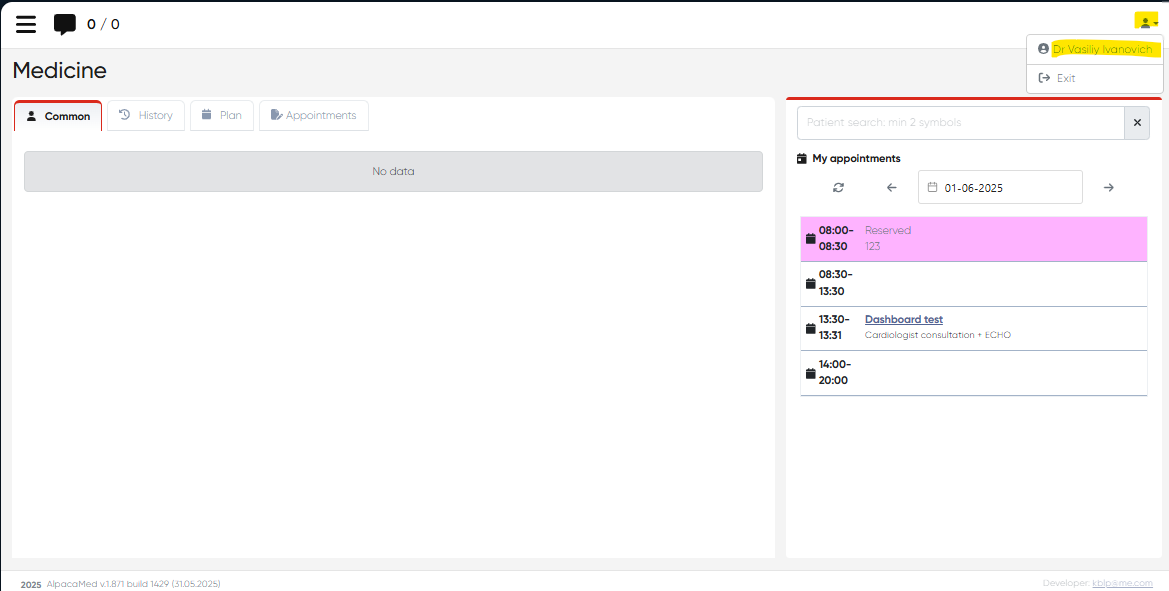 0 / 0
Dr Vasiliy Ivanovich
Exit
Medicine
Common
History
Plan
Appointments
No data
Patient search: min 2 symbols
My appointments
01-06-2025
08:00-
08:30
Reserved
123
08:30-
13:30
13:30-
13:31
Dashboard test
Cardiologist consultation + ECHO
14:00-
20:00
2025 AlpacaMed v.1.871 build 1429 (31.05.2025)
Developer: kblp@me.com